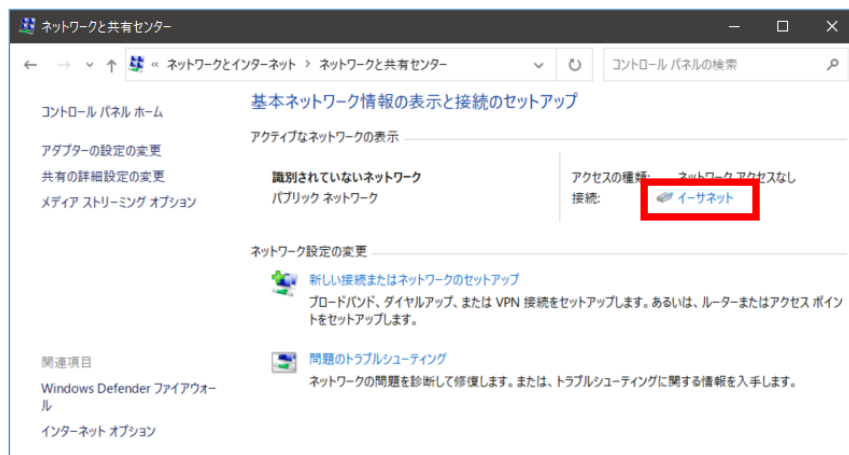 ネットワークと共有センター
« ネットワークとインターネット › ネットワークと共有センター
コントロール パネルの検索
コントロール パネル ホーム
アダプターの設定の変更
共有の詳細設定の変更
メディア ストリーミング オプション
基本ネットワーク情報の表示と接続のセットアップ
アクティブなネットワークの表示
識別されていないネットワーク
パブリック ネットワーク
アクセスの種類: ネットワーク アクセスなし
接続: イーサネット
ネットワーク設定の変更
新しい接続またはネットワークのセットアップ
ブロードバンド、ダイヤルアップ、または VPN 接続をセットアップします。あるいは、ルーターまたはアクセス ポイン
トをセットアップします。
問題のトラブルシューティング
ネットワークの問題を診断して修復します。または、トラブルシューティングに関する情報を入手します。
関連項目
Windows Defender ファイアウォー
ル
インターネット オプション